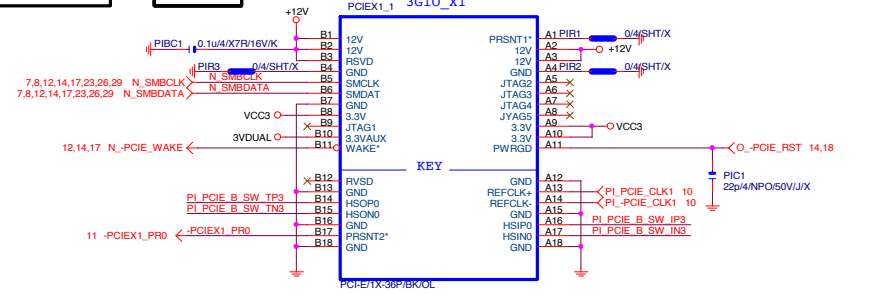 3GIO_X1
+12V
PCIEX1_1
B1 12V PRSNT1* A1 PIR1 0/4/SHT/X
PIBC1 0.1u/4/X7R/16V/K B2 12V 12V A2 +12V
B3 RSVD 12V A3
PIR3 0/4/SHT/X B4 GND GND A4 PIR2 0/4/SHT/X
7,8,12,14,17,23,26,29 N_SMBCLK N_SMBCLK B5 SMCLK JTAG2 A5
7,8,12,14,17,23,26,29 N_SMBDATA N_SMBDATA B6 SMDAT JTAG3 A6
B7 GND JTAG4 A7
VCC3 B8 3.3V JYAG5 A8
B9 JTAG1 3.3V A9 VCC3
3VDUAL B10 3.3VAUX 3.3V A10
12,14,17 N_-PCIE_WAKE B11 WAKE* PWRGD A11 O_-PCIE_RST 14,18
KEY
PIC1
22p/4/NPO/50V/J/X
B12 RVSD GND A12
B13 GND REFCLK+ A13 PI_PCIE_CLK1 10
PI_PCIE_B_SW_TP3 B14 HSOP0 REFCLK- A14 PI_-PCIE_CLK1 10
PI_PCIE_B_SW_TN3 B15 HSON0 GND A15
B16 GND HSIP0 A16 PI_PCIE_B_SW_IP3
11 -PCIEX1_PR0 -PCIEX1_PR0 B17 PRSNT2* HSIN0 A17 PI_PCIE_B_SW_IN3
B18 GND GND A18
PCI-E/1X-36P/BK/OL